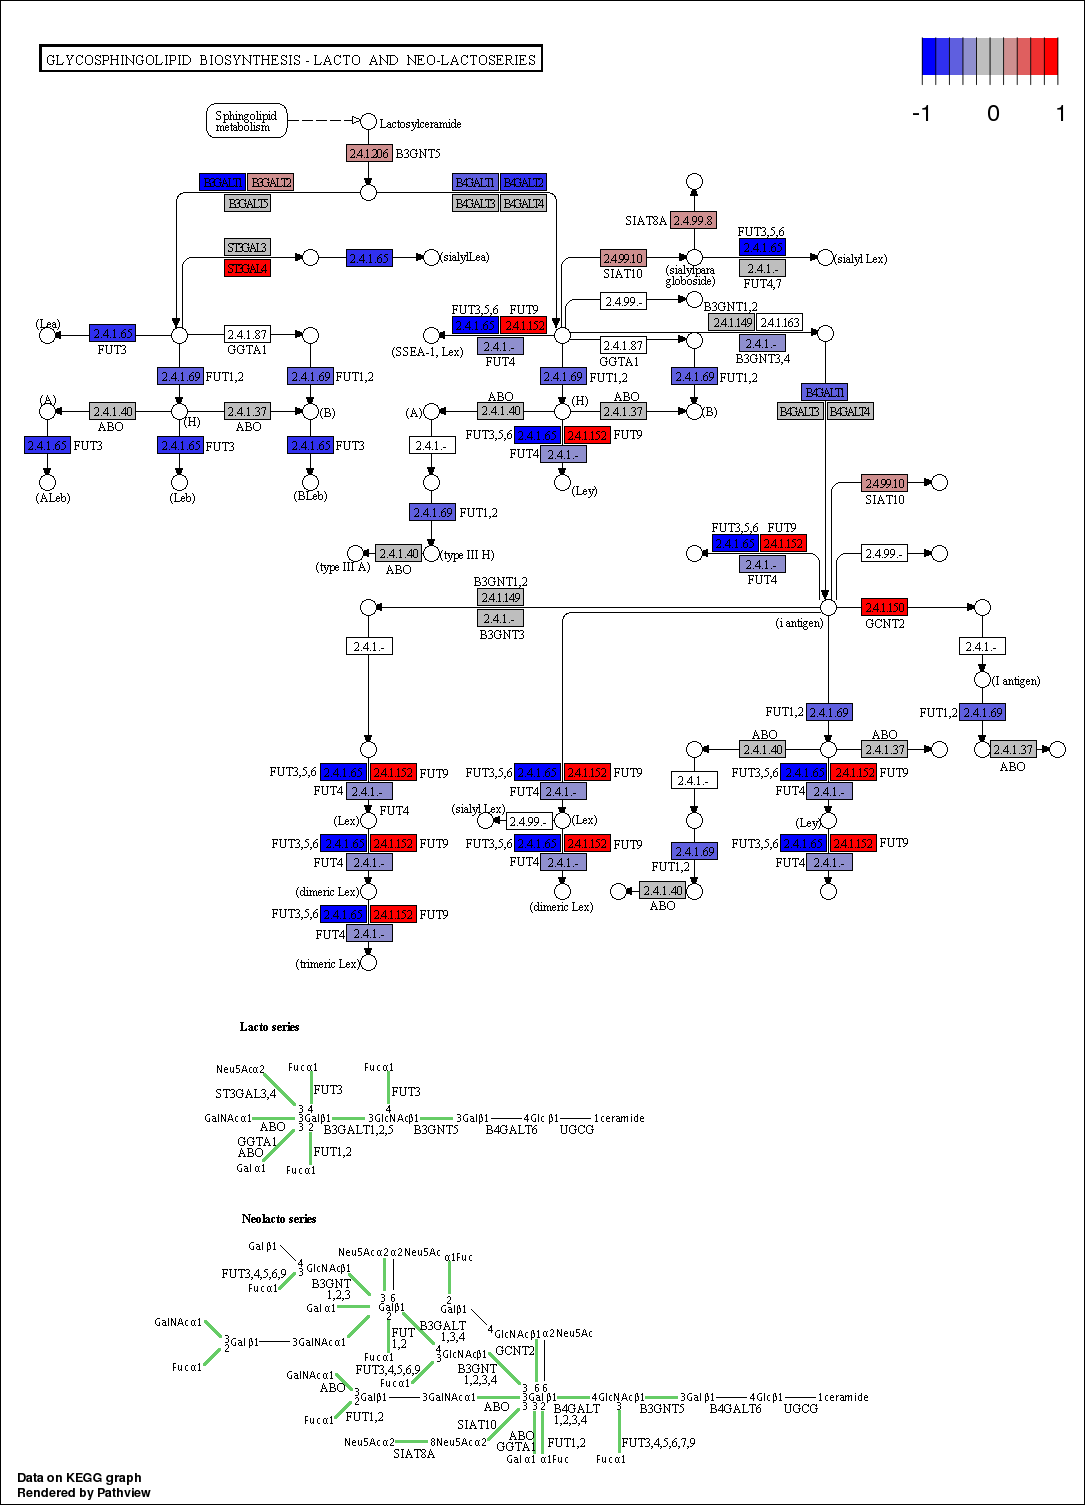 GLYCOSPHINGOLIPID BIOSYNTHESIS - LACTO AND NEO-LACTOSERIES
-1 0 1
Sphingolipid
metabolism
Lactosylceramide
2.4.1.206 B3GNT5
B3GALT1 B3GALT2
B3GALT5
B4GALT1 B4GALT2
B4GALT3 B4GALT4
SIAT8A 2.4.99.8
ST3GAL3
ST3GAL4
2.4.1.65
(sialylLea)
2.4.99.10
SIAT10
(sialylpara
globoside)
FUT3,5,6
2.4.1.65
2.4.1.-
FUT4,7
(sialyl Lex)
2.4.99.-
(Lea)
2.4.1.65
FUT3
2.4.1.87
GGTA1
FUT3,5,6 FUT9
2.4.1.65 2.4.1.152
2.4.1.-
FUT4
(SSEA-1, Lex)
2.4.1.87
GGTA1
B3GNT1,2
2.4.1.149 2.4.1.163
2.4.1.-
B3GNT3,4
2.4.1.69 FUT1,2
2.4.1.69 FUT1,2
2.4.1.69 FUT1,2
2.4.1.69 FUT1,2
B4GALT1
B4GALT3 B4GALT4
(A)
2.4.1.40
ABO
(H)
2.4.1.37
ABO
(B)
(A)
ABO
2.4.1.40
(H)
ABO
2.4.1.37
(B)
2.4.1.65 FUT3
2.4.1.65 FUT3
2.4.1.65 FUT3
2.4.1.-
FUT3,5,6 2.4.1.65 2.4.1.152 FUT9
FUT4 2.4.1.-
(ALeb)
(Leb)
(BLeb)
(Ley)
2.4.99.10
SIAT10
2.4.1.69 FUT1,2
(type III A)
2.4.1.40
ABO
(type III H)
FUT3,5,6 FUT9
2.4.1.65 2.4.1.152
2.4.1.-
FUT4
2.4.99.-
B3GNT1,2
2.4.1.149
2.4.1.-
B3GNT3
(i antigen)
2.4.1.150
GCNT2
2.4.1.-
2.4.1.-
(I antigen)
FUT1,2 2.4.1.69
FUT1,2 2.4.1.69
ABO
2.4.1.40
ABO
2.4.1.37
2.4.1.37
ABO
FUT3,5,6 2.4.1.65 2.4.1.152 FUT9
FUT4 2.4.1.-
FUT4
FUT3,5,6 2.4.1.65 2.4.1.152 FUT9
FUT4 2.4.1.-
2.4.1.-
FUT3,5,6 2.4.1.65 2.4.1.152 FUT9
FUT4 2.4.1.-
(Lex)
(sialyl Lex)
2.4.99.-
(Lex)
(Ley)
FUT3,5,6 2.4.1.65 2.4.1.152 FUT9
FUT4 2.4.1.-
FUT3,5,6 2.4.1.65 2.4.1.152 FUT9
FUT4 2.4.1.-
2.4.1.69
FUT1,2
FUT3,5,6 2.4.1.65 2.4.1.152 FUT9
FUT4 2.4.1.-
(dimeric Lex)
(dimeric Lex)
2.4.1.40
ABO
FUT3,5,6 2.4.1.65 2.4.1.152 FUT9
FUT4 2.4.1.-
(trimeric Lex)
Lacto series
Neu5Acα2 Fucα1 Fucα1
ST3GAL3,4 FUT3 FUT3
3 4 4
GalNAcα1 3Galβ1 3GlcNAcβ1 3Galβ1 4Glcβ1 1ceramide
ABO 3 2 B3GALT1,2,5 B3GNT5 B4GALT6 UGCG
GGTA1
ABO FUT1,2
Galα1 Fucα1
Neolacto series
Galβ1 Neu5Acα2 α2Neu5Ac α1Fuc
4
3 GlcNAcβ1
FUT3,4,5,6,9
Fucα1
B3GNT
1,2,3
3 6
Galα1 Galβ1
2
2
Galβ1
GalNAcα1
FUT
1,2
B3GALT
1,3,4
4GlcNAcβ1 α2Neu5Ac
3
2 Galβ1 3GalNAcα1
Fucα1
Fucα1
4
3 GlcNAcβ1
GCNT2
FUT3,4,5,6,9
Fucα1
B3GNT
1,2,3,4
GalNAcα1
ABO
3 6 6
3
2 Galβ1 3GalNAcα1 3Galβ1 4GlcNAcβ1 3Galβ1 4Glcβ1 1ceramide
ABO 3 3 2 B4GALT 3 B3GNT5 B4GALT6 UGCG
1,2,3,4
Fucα1 FUT1,2
SIAT10
ABO
GGTA1
FUT1,2
FUT3,4,5,6,7,9
Neu5Acα2 8Neu5Acα2
SIAT8A
Galα1 α1Fuc Fucα1
Data on KEGG graph
Rendered by Pathview